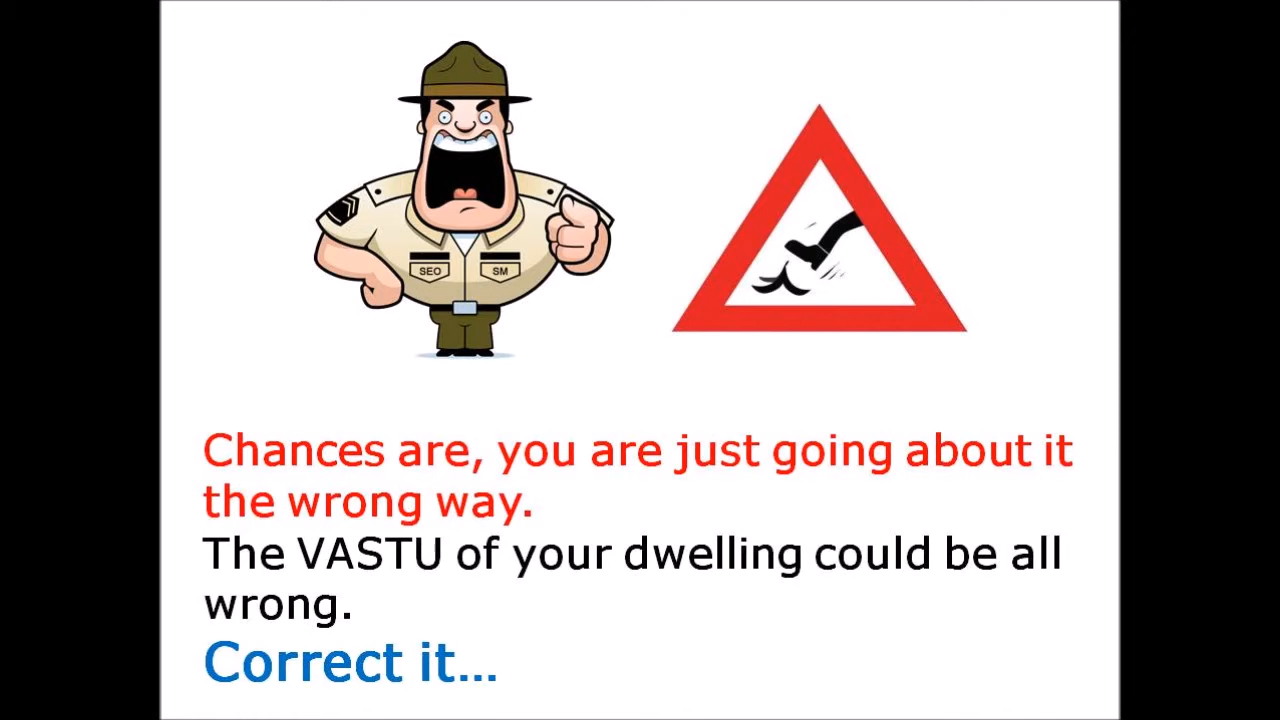 SEO
SM
Chances are, you are just going about it
the wrong way.
The VASTU of your dwelling could be all
wrong.
Correct it...